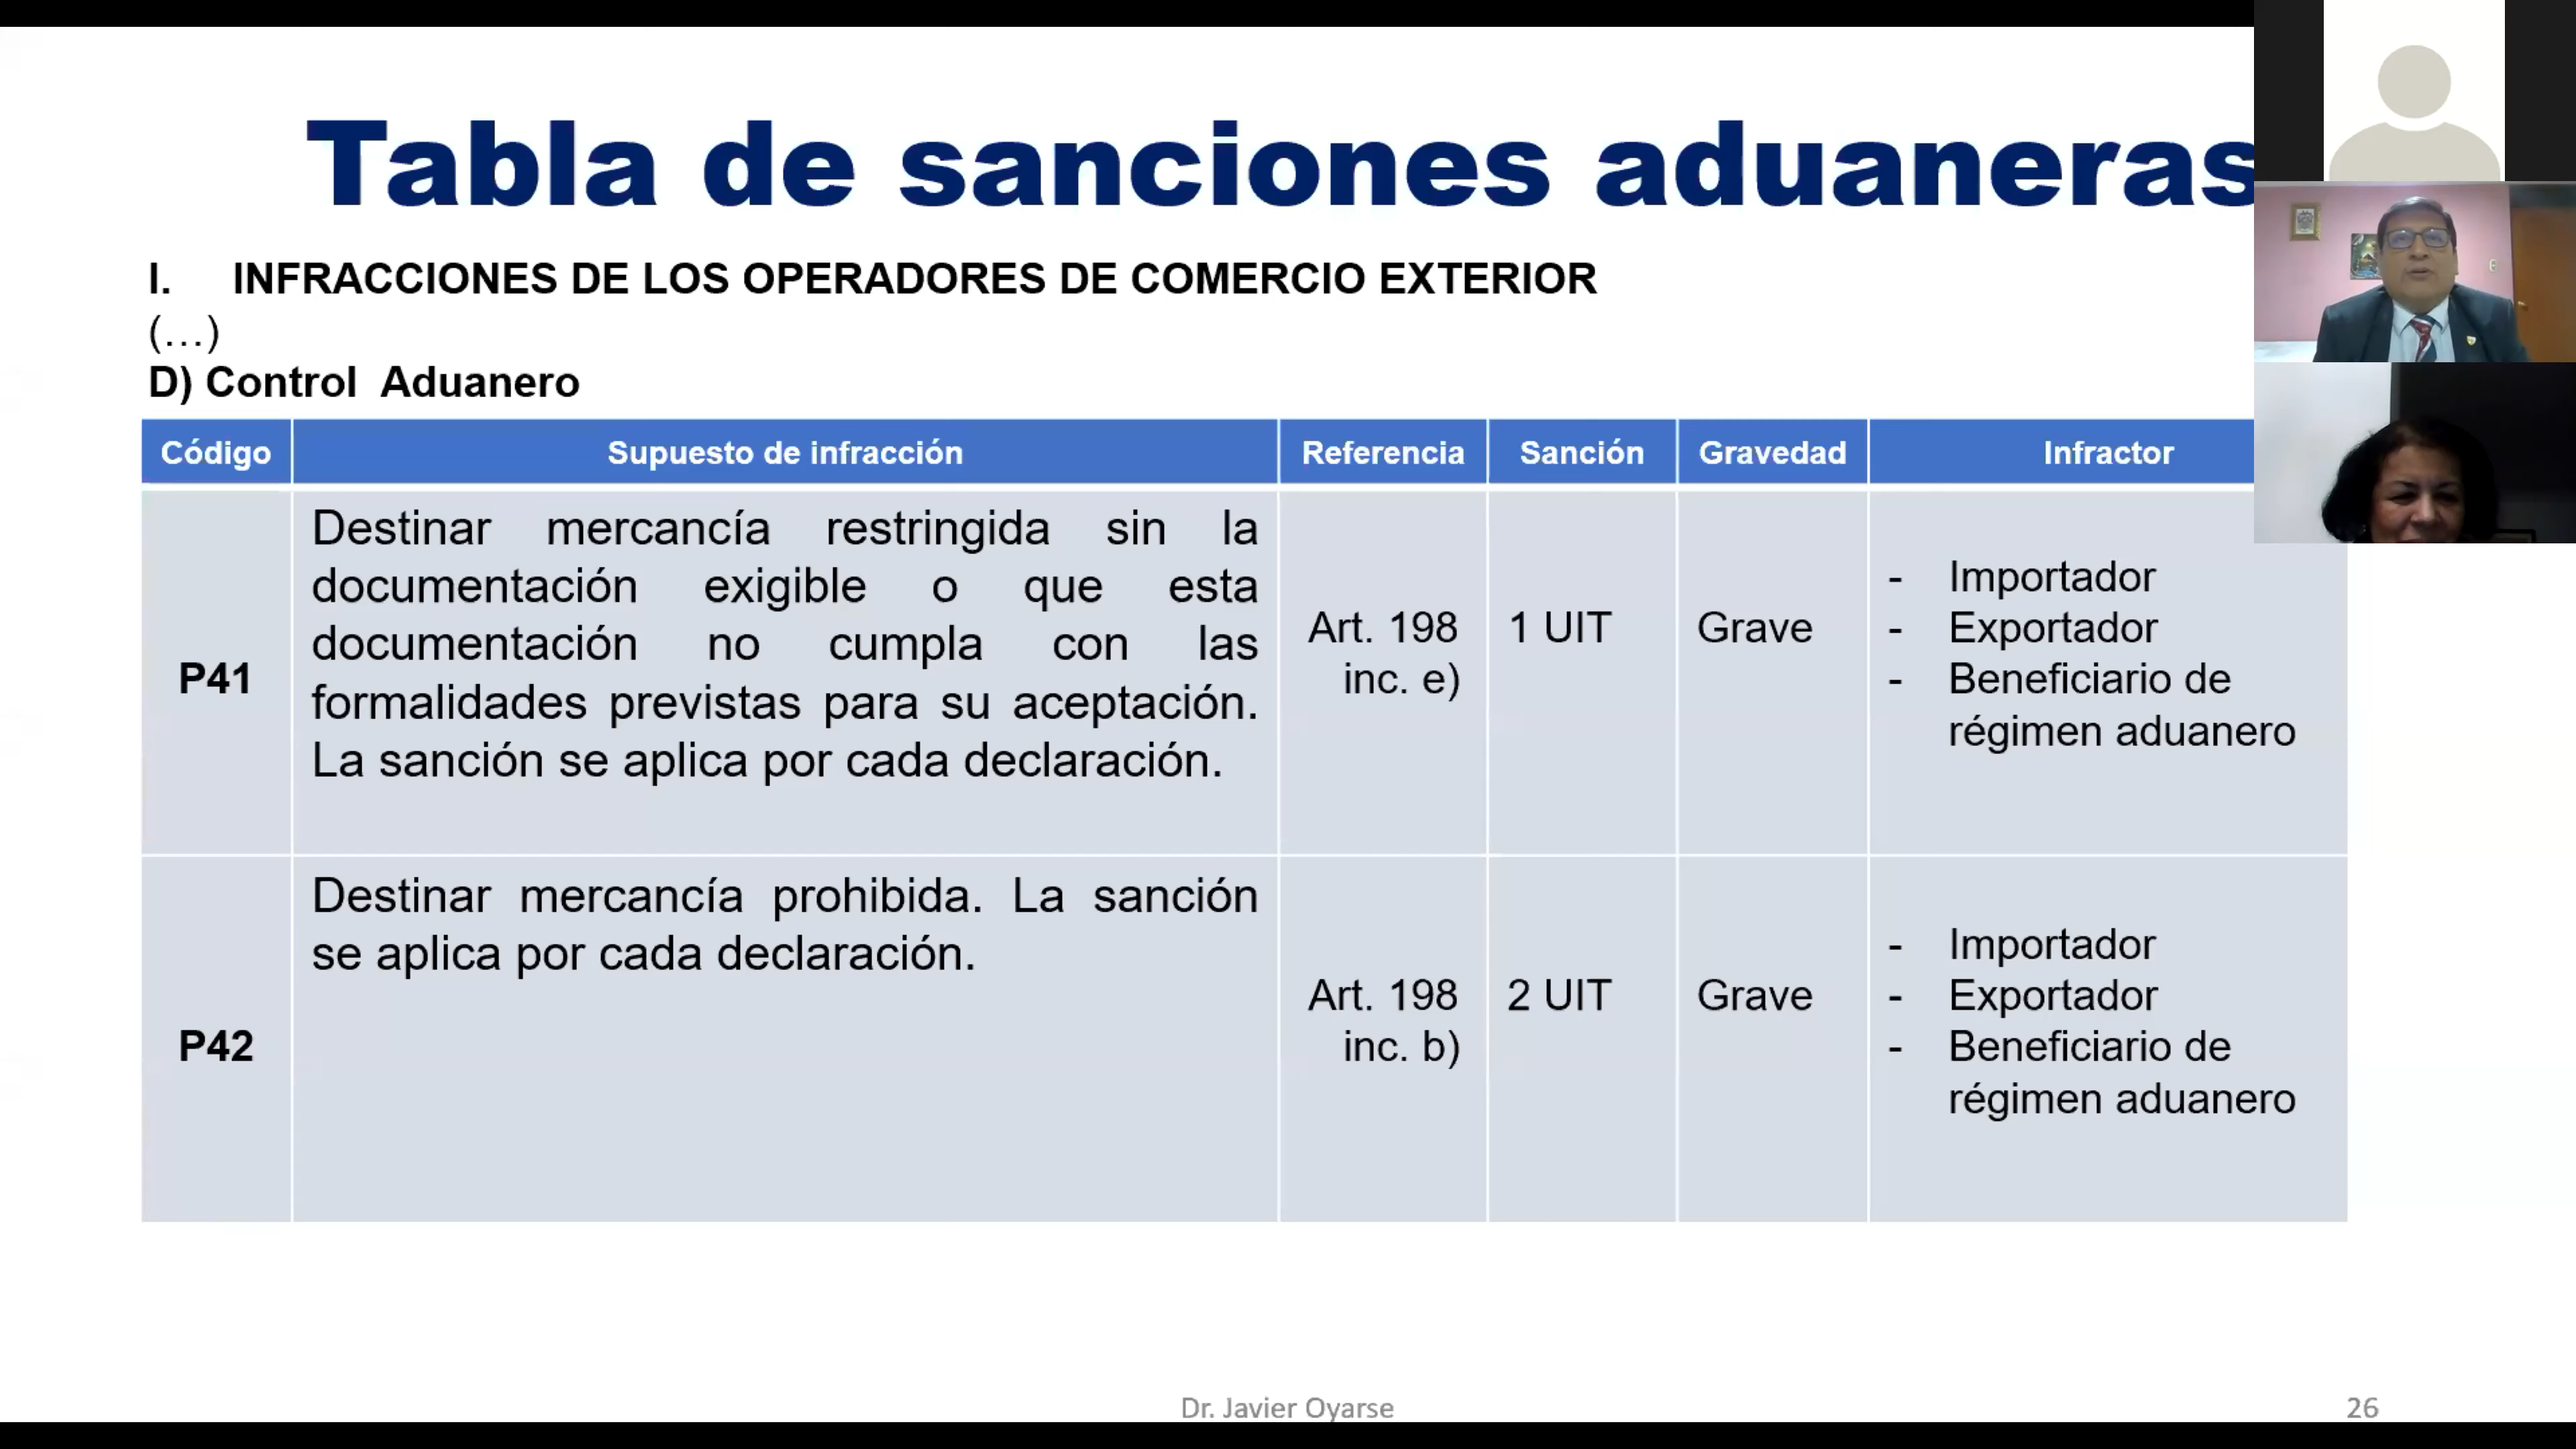 Tabla de sanciones aduaneras
I. INFRACCIONES DE LOS OPERADORES DE COMERCIO EXTERIOR
(...)
D) Control Aduanero
Código Supuesto de infracción Referencia Sanción Gravedad Infractor
P41
Destinar mercancía restringida sin la
documentación exigible o que esta
documentación no cumpla con las
formalidades previstas para su aceptación.
La sanción se aplica por cada declaración.
Art. 198
inc. e)
1 UIT
Grave
- Importador
- Exportador
- Beneficiario de
régimen aduanero
P42
Destinar mercancía prohibida. La sanción
se aplica por cada declaración.
Art. 198
inc. b)
2 UIT
Grave
- Importador
- Exportador
- Beneficiario de
régimen aduanero
Dr. Javier Oyarse
26